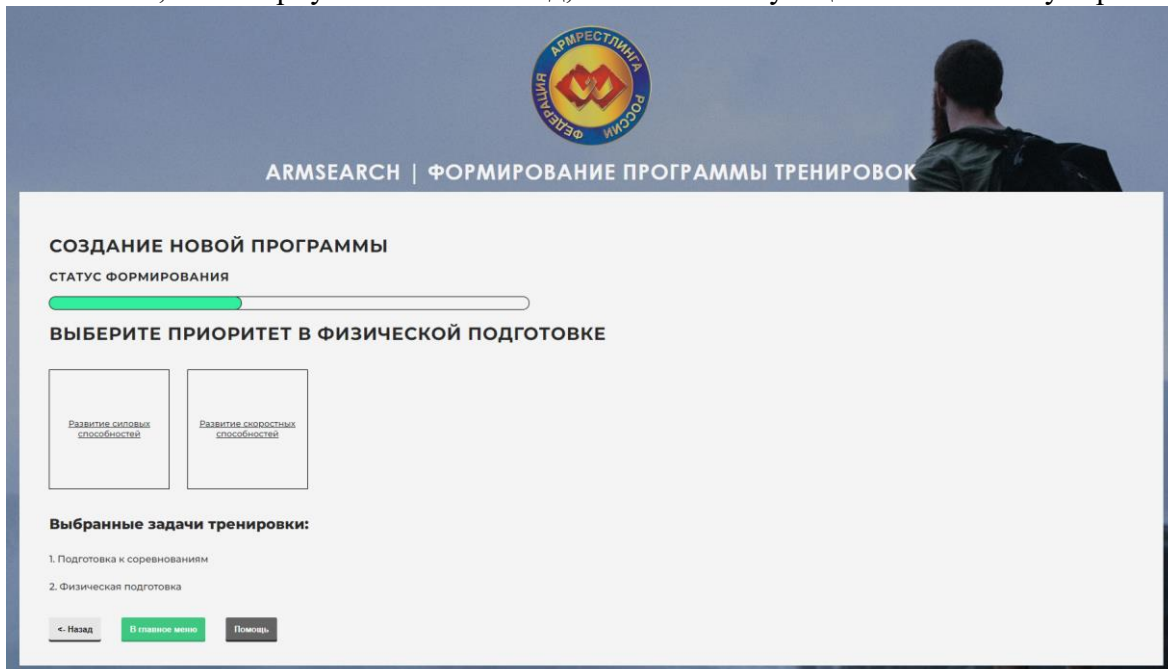 АРМРЕСТЛИНГА
РОССИИ
ФЕДЕРАЦИЯ
ARMSEARCH | ФОРМИРОВАНИЕ ПРОГРАММЫ ТРЕНИРОВОК
СОЗДАНИЕ НОВОЙ ПРОГРАММЫ
СТАТУС ФОРМИРОВАНИЯ
ВЫБЕРИТЕ ПРИОРИТЕТ В ФИЗИЧЕСКОЙ ПОДГОТОВКЕ
Развитие силовых
способностей
Развитие скоростных
способностей
Выбранные задачи тренировки:
1. Подготовка к соревнованиям
2. Физическая подготовка
<- Назад
В главное меню
Помощь